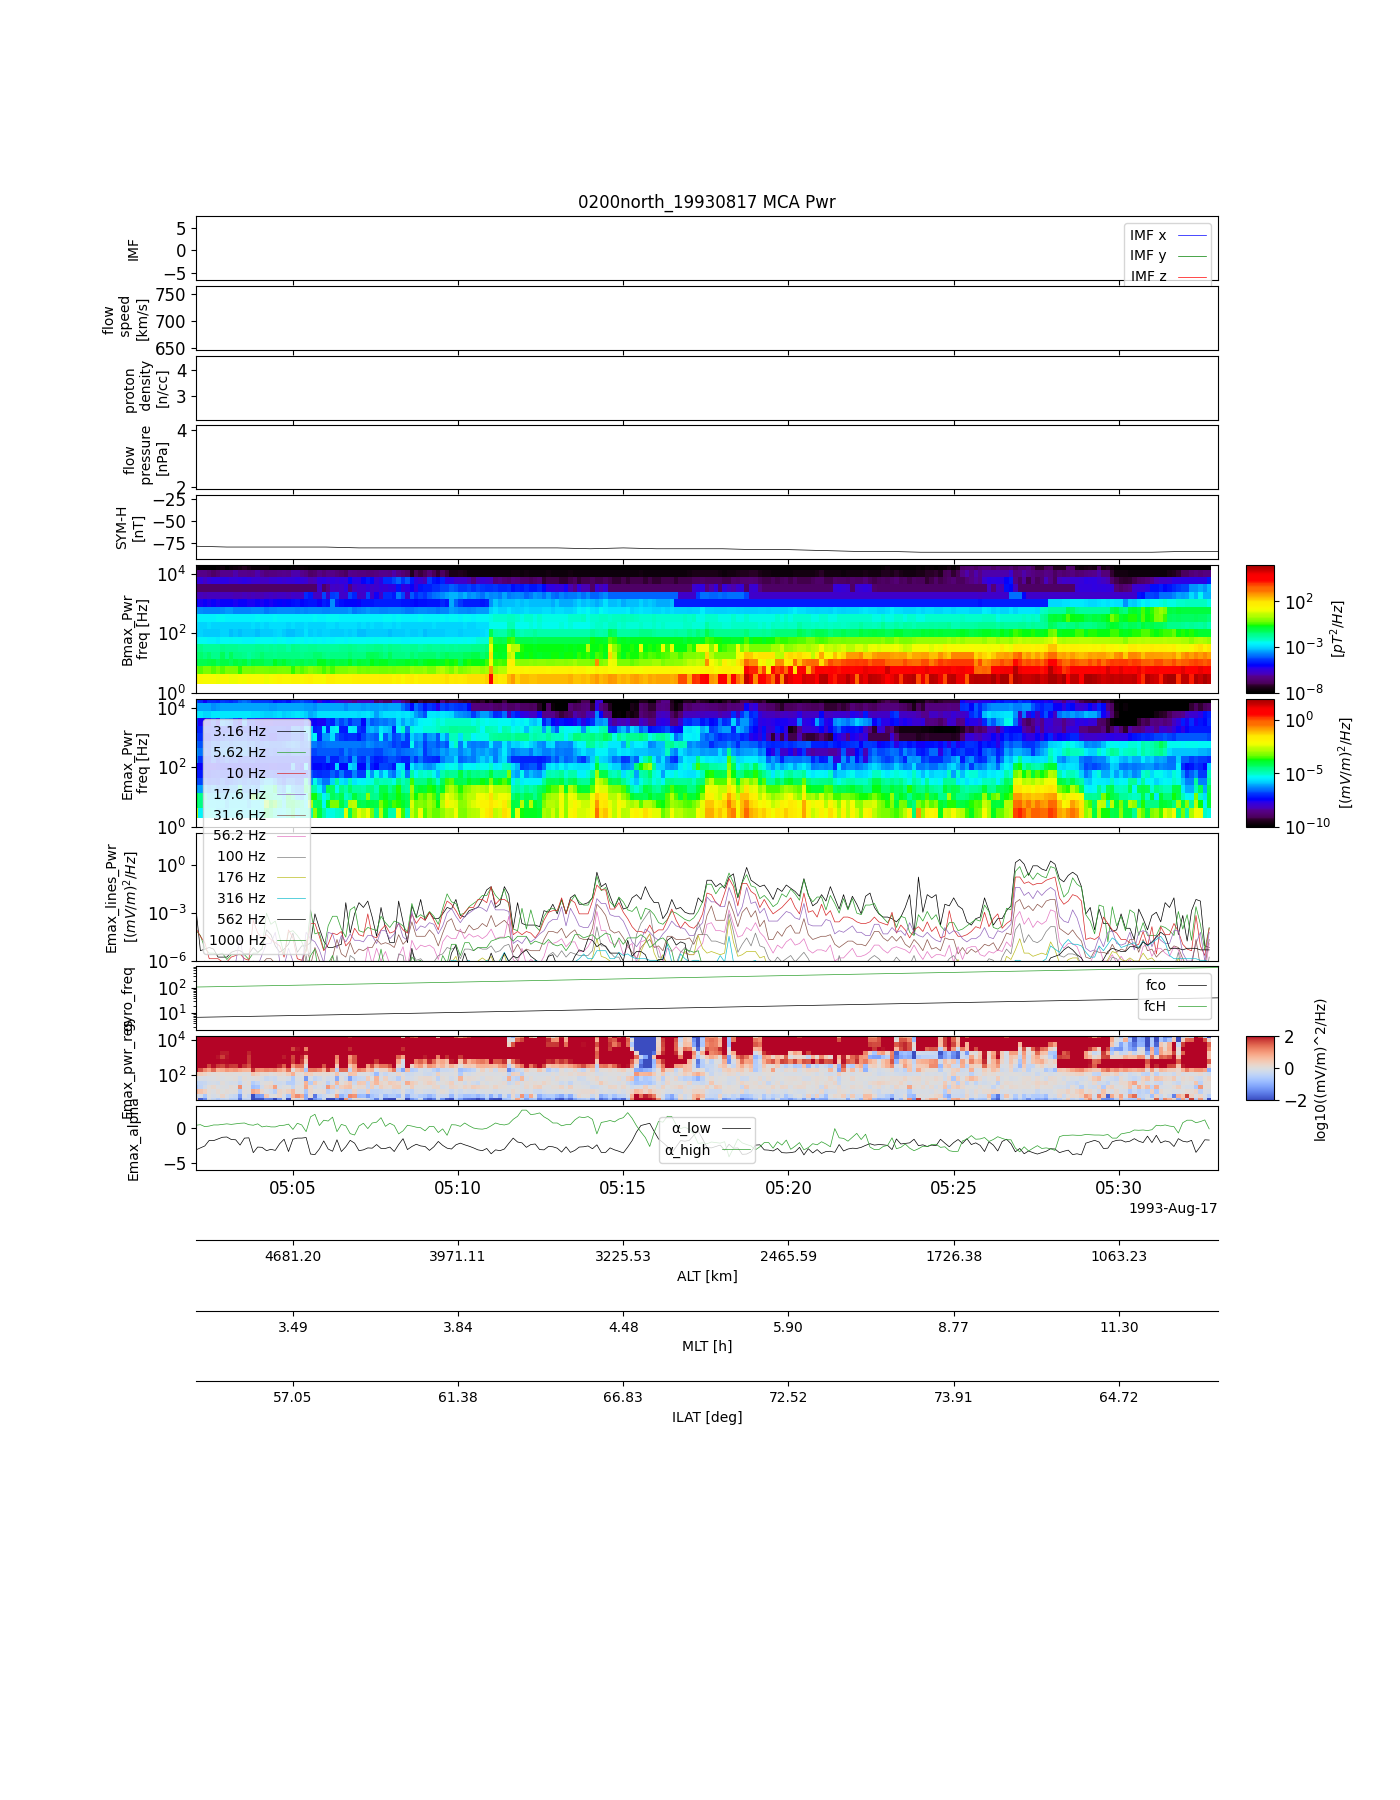 0200north_19930817 MCA Pwr
5
0
−5
IMF
IMF x
IMF y
IMF z
750
700
650
flow
speed
[km/s]
4
3
proton
density
[n/cc]
4
2
flow
pressure
[nPa]
−25
−50
−75
SYM-H
[nT]
10^4
10^2
10^0
Bmax_Pwr
freq [Hz]
10^2
10^−3
10^−8
[pT^2/Hz]
10^4
10^2
10^0
Emax_Pwr
freq [Hz]
10^0
10^−5
10^−10
[(mV/m)^2/Hz]
3.16 Hz
5.62 Hz
10 Hz
17.6 Hz
31.6 Hz
56.2 Hz
100 Hz
176 Hz
316 Hz
562 Hz
1000 Hz
10^0
10^−3
10^−6
Emax_lines_Pwr
[(mV/m)^2/Hz]
10^2
10^1
gyro_freq
fco
fcH
10^4
10^2
Emax_pwr_rep
2
0
−2
log10((mV/m)^2/Hz)
0
−5
Emax_alpha
α_low
α_high
05:05 05:10 05:15 05:20 05:25 05:30
1993-Aug-17
4681.20 3971.11 3225.53 2465.59 1726.38 1063.23
ALT [km]
3.49 3.84 4.48 5.90 8.77 11.30
MLT [h]
57.05 61.38 66.83 72.52 73.91 64.72
ILAT [deg]